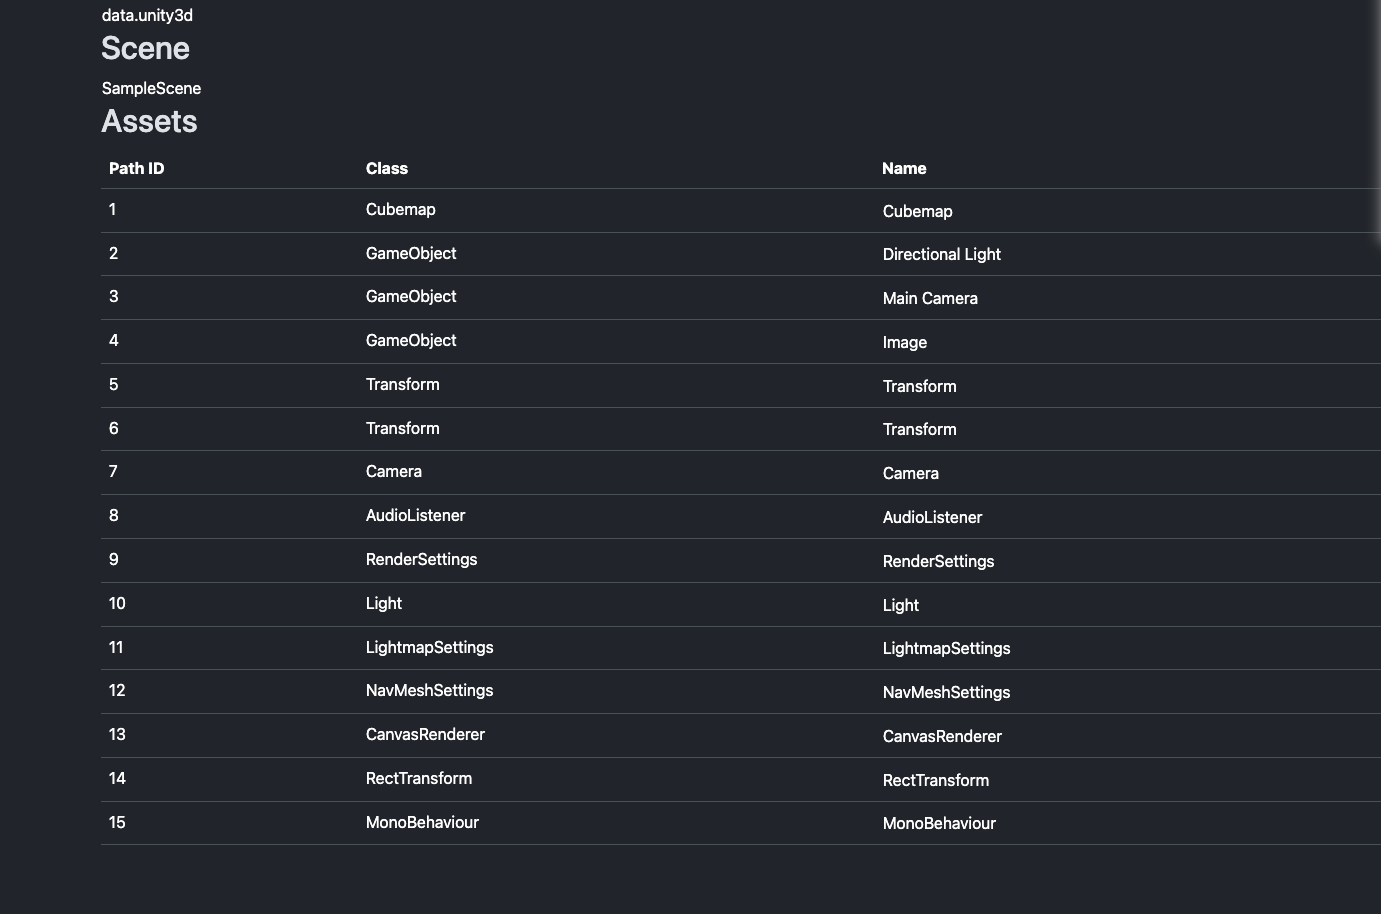 data.unity3d
Scene
SampleScene
Assets
Path ID Class Name
1 Cubemap Cubemap
2 GameObject Directional Light
3 GameObject Main Camera
4 GameObject Image
5 Transform Transform
6 Transform Transform
7 Camera Camera
8 AudioListener AudioListener
9 RenderSettings RenderSettings
10 Light Light
11 LightmapSettings LightmapSettings
12 NavMeshSettings NavMeshSettings
13 CanvasRenderer CanvasRenderer
14 RectTransform RectTransform
15 MonoBehaviour MonoBehaviour